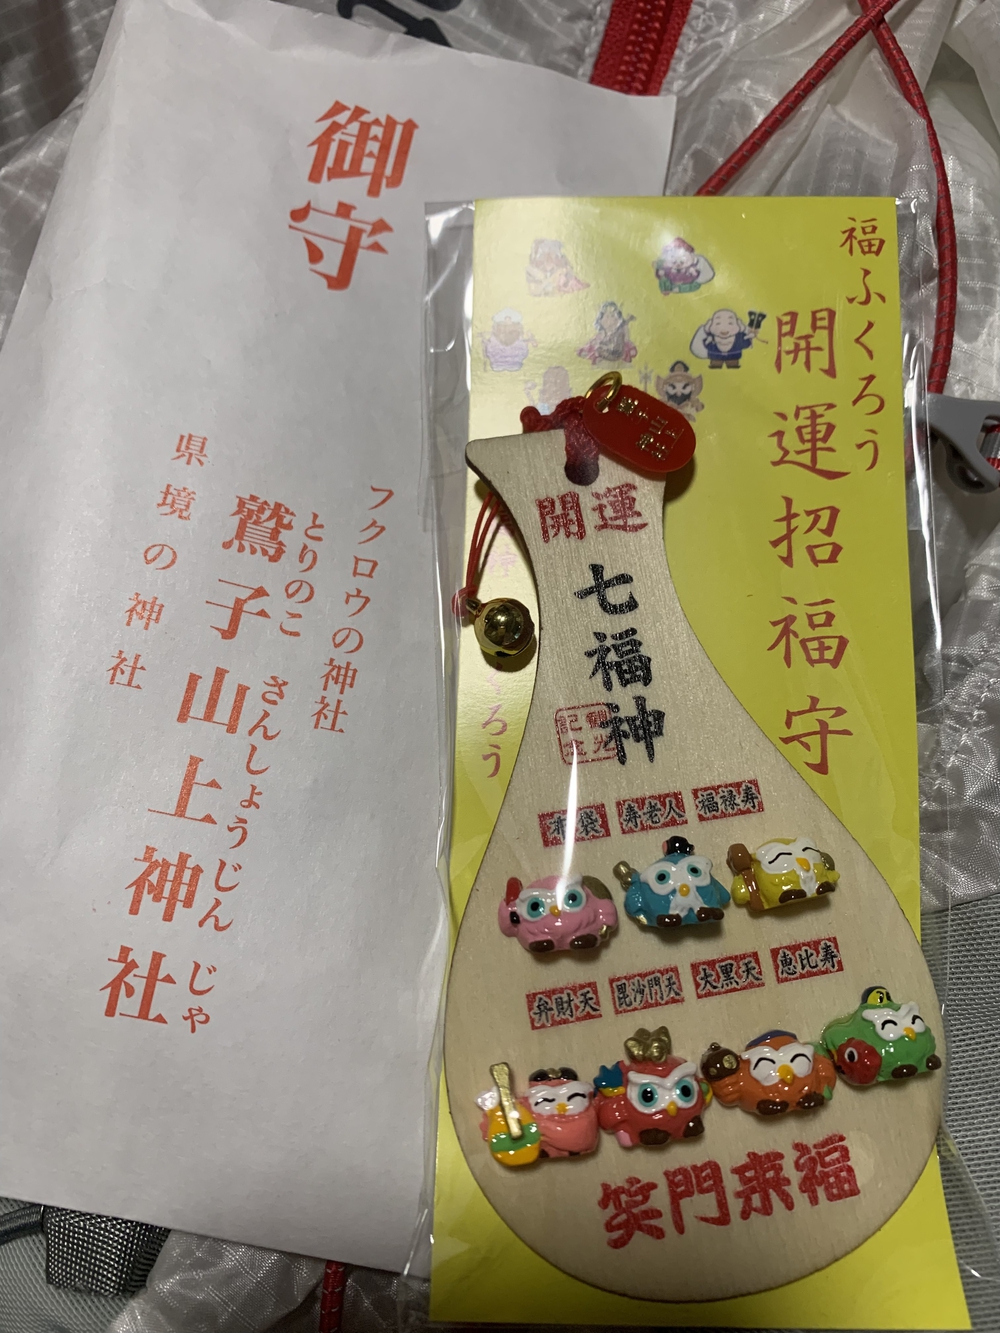 御守
フクロウの神社
とりのこ さんしょうじんじゃ
鷲子山上神社
県境の神社
福ふくろう
開運招福守
開運
七福神
布袋
寿老人
福禄寿
弁財天
毘沙門天
大黒天
恵比寿
笑門来福